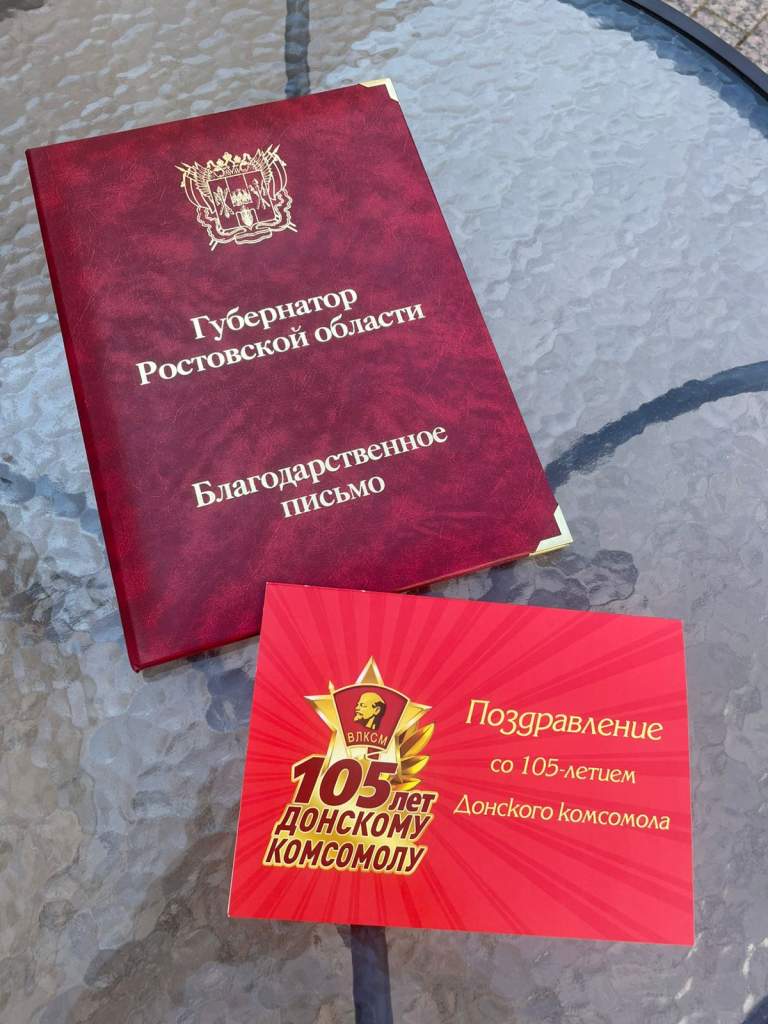 Губернатор
Ростовской области
Благодарственное
письмо
ВЛКСМ
105 лет
ДОНСКОМУ
КОМСОМОЛУ
Поздравление
со 105-летием
Донского комсомола